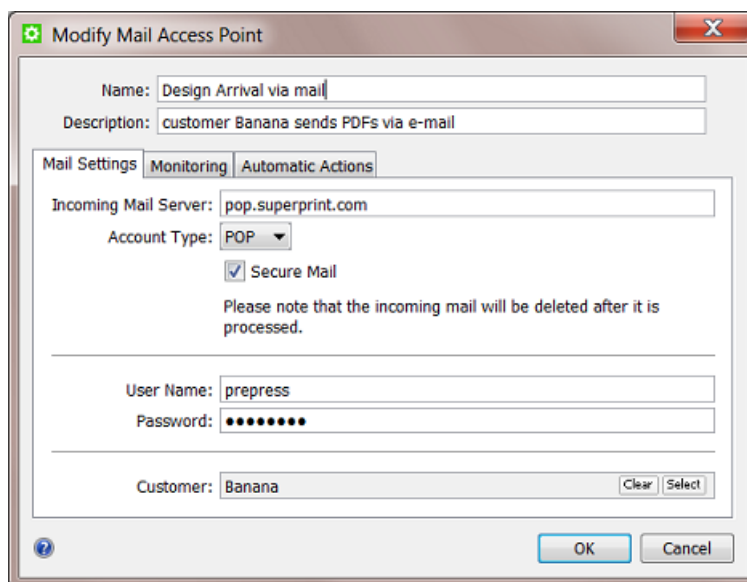 Modify Mail Access Point
Name: Design Arrival via mail
Description: customer Banana sends PDFs via e-mail
Mail Settings Monitoring Automatic Actions
Incoming Mail Server: pop.superprint.com
Account Type: POP
Secure Mail
Please note that the incoming mail will be deleted after it is
processed.
User Name: prepress
Password: ●●●●●●●●
Customer: Banana Clear Select
OK Cancel